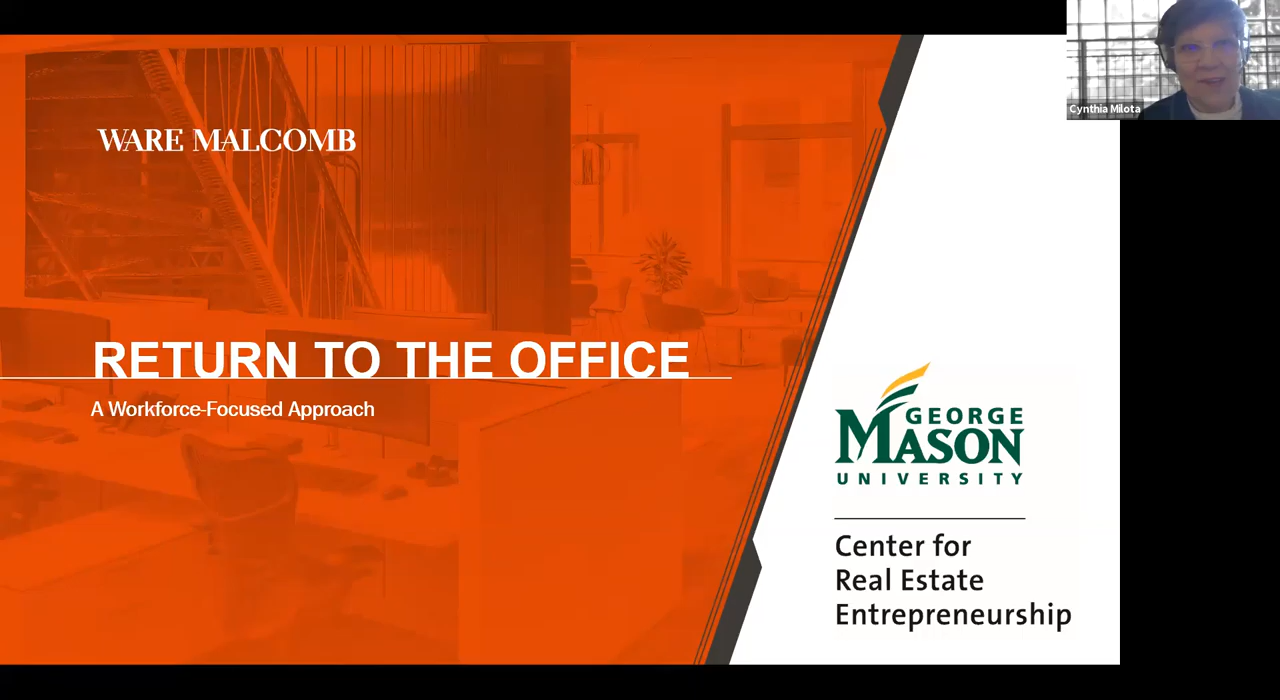 Cynthia Milota
WARE MALCOMB
RETURN TO THE OFFICE
A Workforce-Focused Approach
GEORGE
MASON
UNIVERSITY
Center for
Real Estate
Entrepreneurship